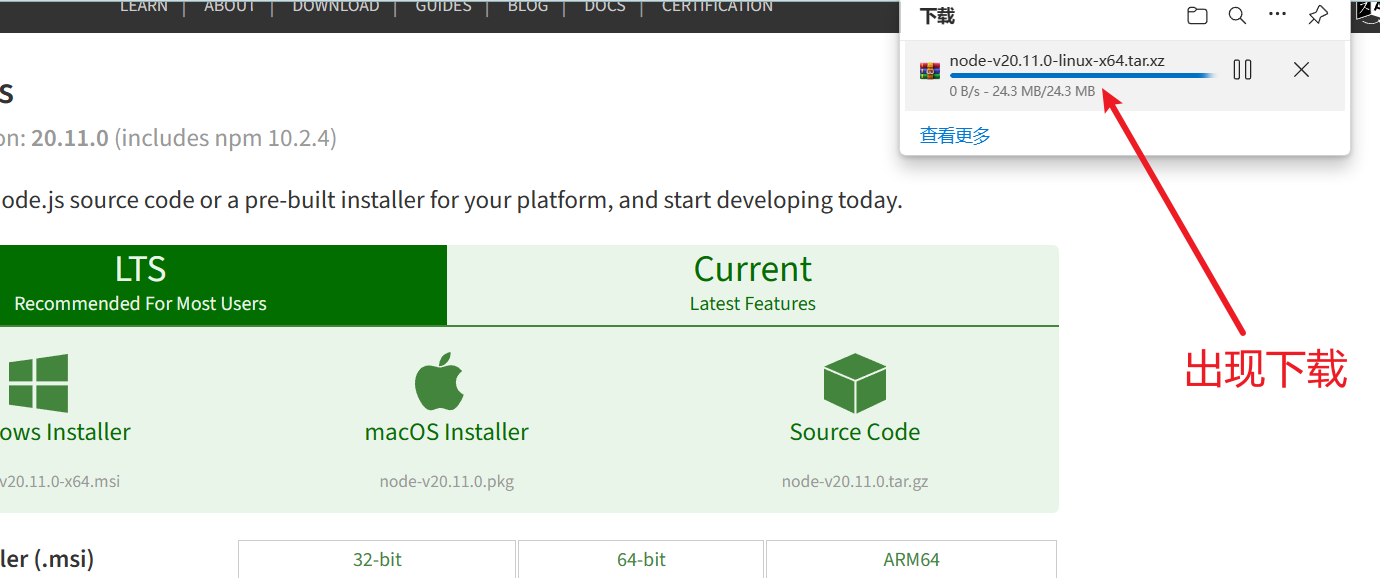 LEARN | ABOUT | DOWNLOAD | GUIDES | BLOG | DOCS | CERTIFICATION
下载
node-v20.11.0-linux-x64.tar.xz
0 B/s - 24.3 MB/24.3 MB
查看更多
s
on: 20.11.0 (includes npm 10.2.4)
ode.js source code or a pre-built installer for your platform, and start developing today.
LTS
Recommended For Most Users
Current
Latest Features
出现下载
ows Installer
v20.11.0-x64.msi
macOS Installer
node-v20.11.0.pkg
Source Code
node-v20.11.0.tar.gz
ler (.msi)
32-bit
64-bit
ARM64